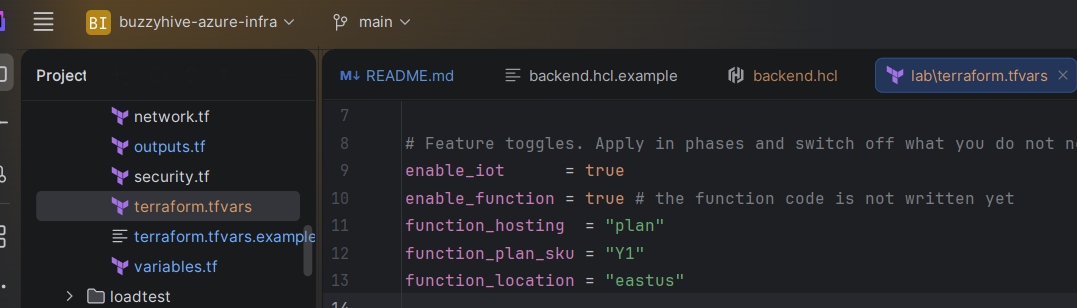 BI buzzyhive-azure-infra main
Project
README.md backend.hcl.example backend.hcl lab\terraform.tfvars
network.tf
outputs.tf
security.tf
terraform.tfvars
terraform.tfvars.example
variables.tf
loadtest
7
8 # Feature toggles. Apply in phases and switch off what you do not
9 enable_iot = true
10 enable_function = true # the function code is not written yet
11 function_hosting = "plan"
12 function_plan_sku = "Y1"
13 function_location = "eastus"
14